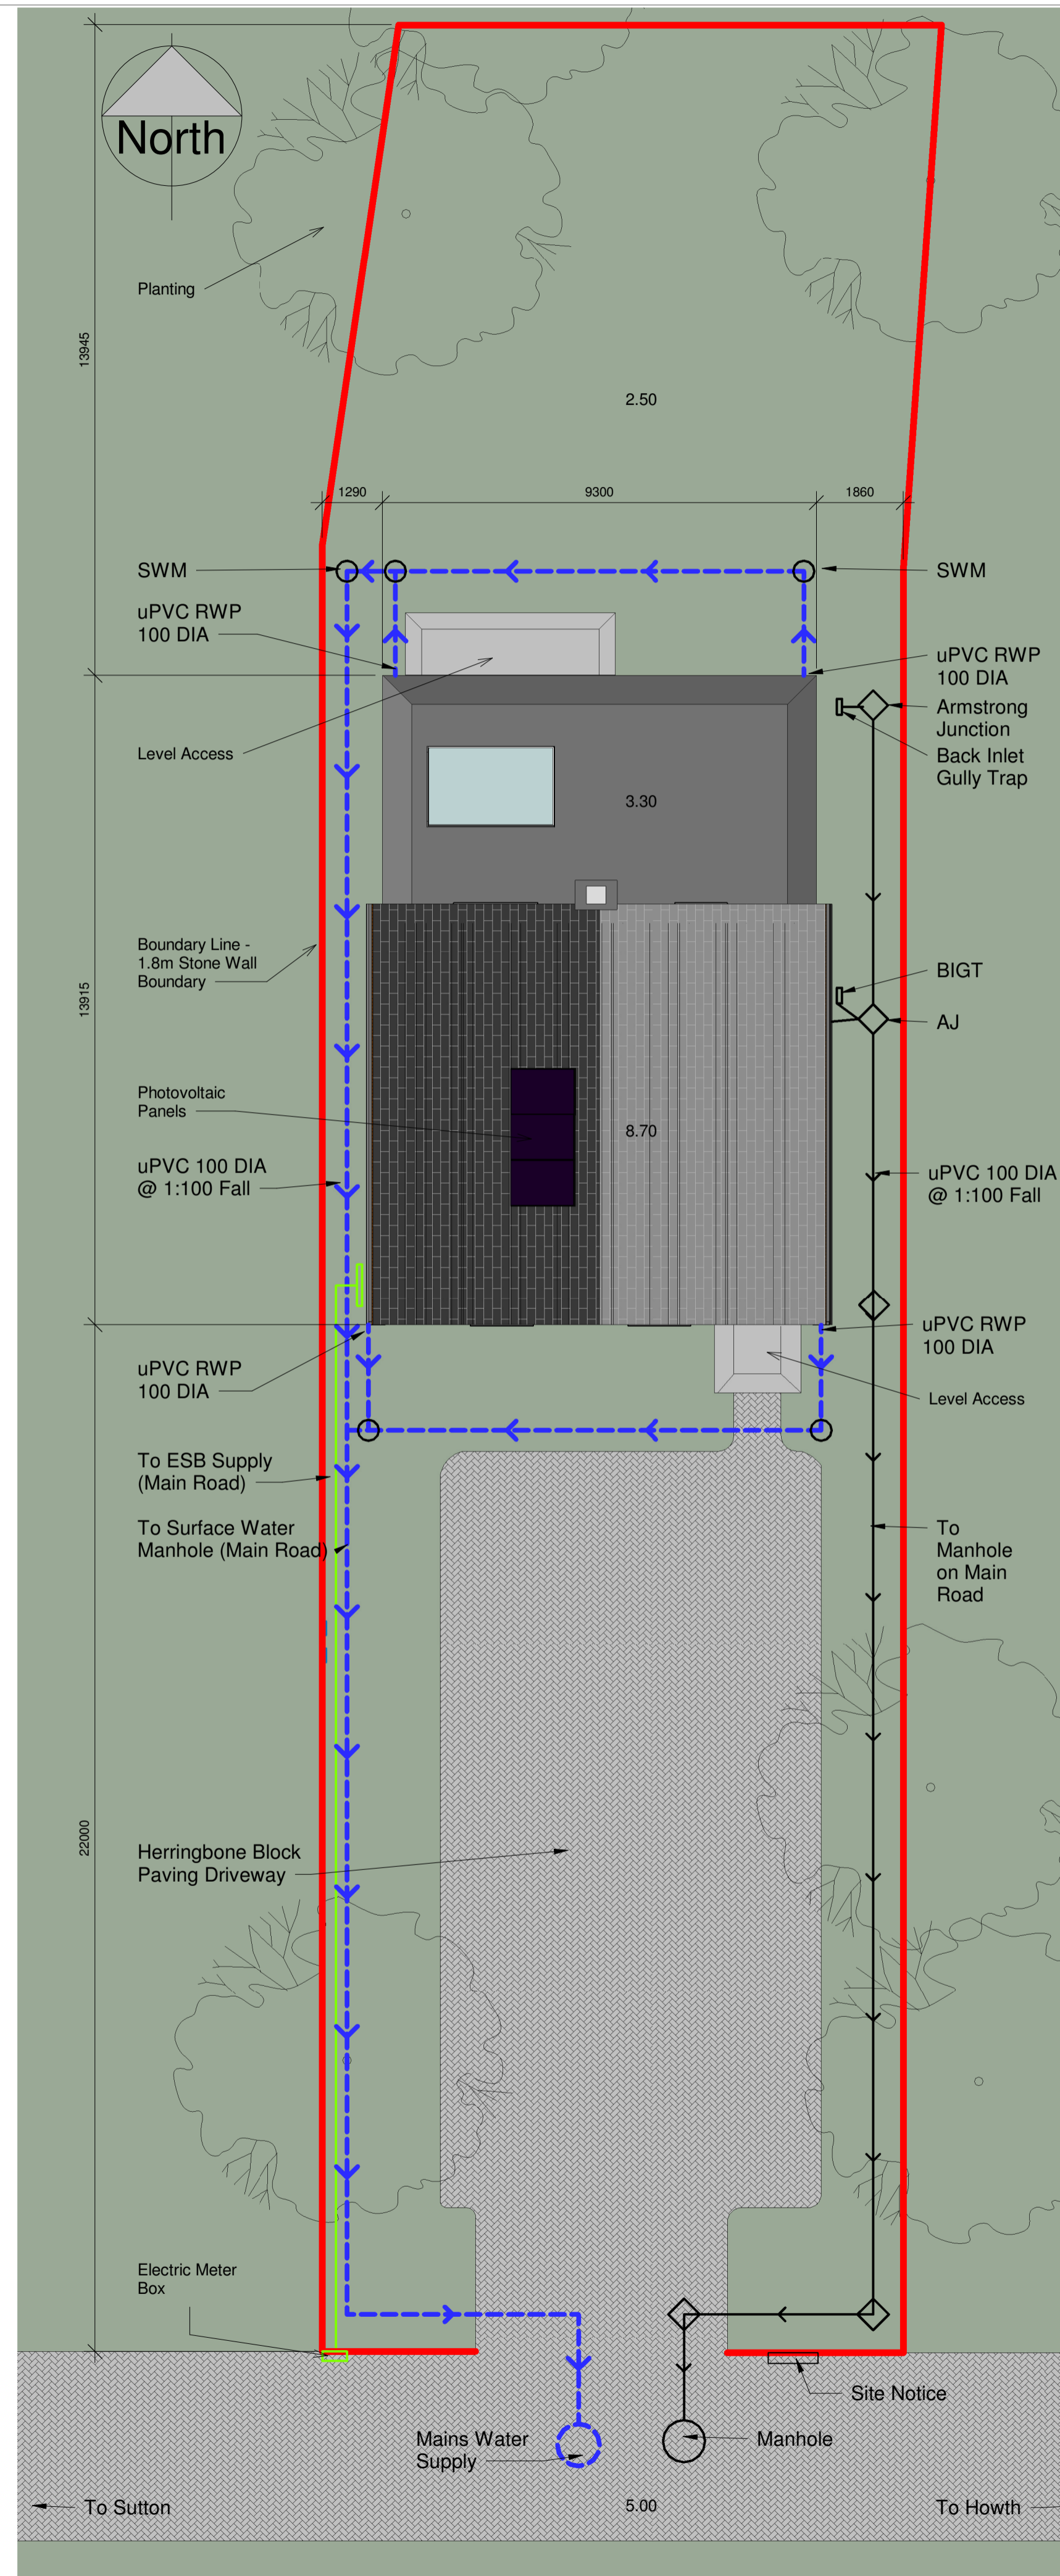 North
Planting
13945
2.50
1290
9300
1860
SWM
SWM
uPVC RWP
100 DIA
uPVC RWP
100 DIA
Armstrong
Junction
Level Access
Back Inlet
Gully Trap
3.30
Boundary Line -
1.8m Stone Wall
Boundary
BIGT
13915
AJ
Photovoltaic
Panels
8.70
uPVC 100 DIA
@ 1:100 Fall
uPVC 100 DIA
@ 1:100 Fall
uPVC RWP
100 DIA
uPVC RWP
100 DIA
Level Access
To ESB Supply
(Main Road)
To Surface Water
Manhole (Main Road)
To
Manhole
on Main
Road
22000
Herringbone Block
Paving Driveway
Electric Meter
Box
Site Notice
Mains Water
Supply
Manhole
To Sutton
5.00
To Howth